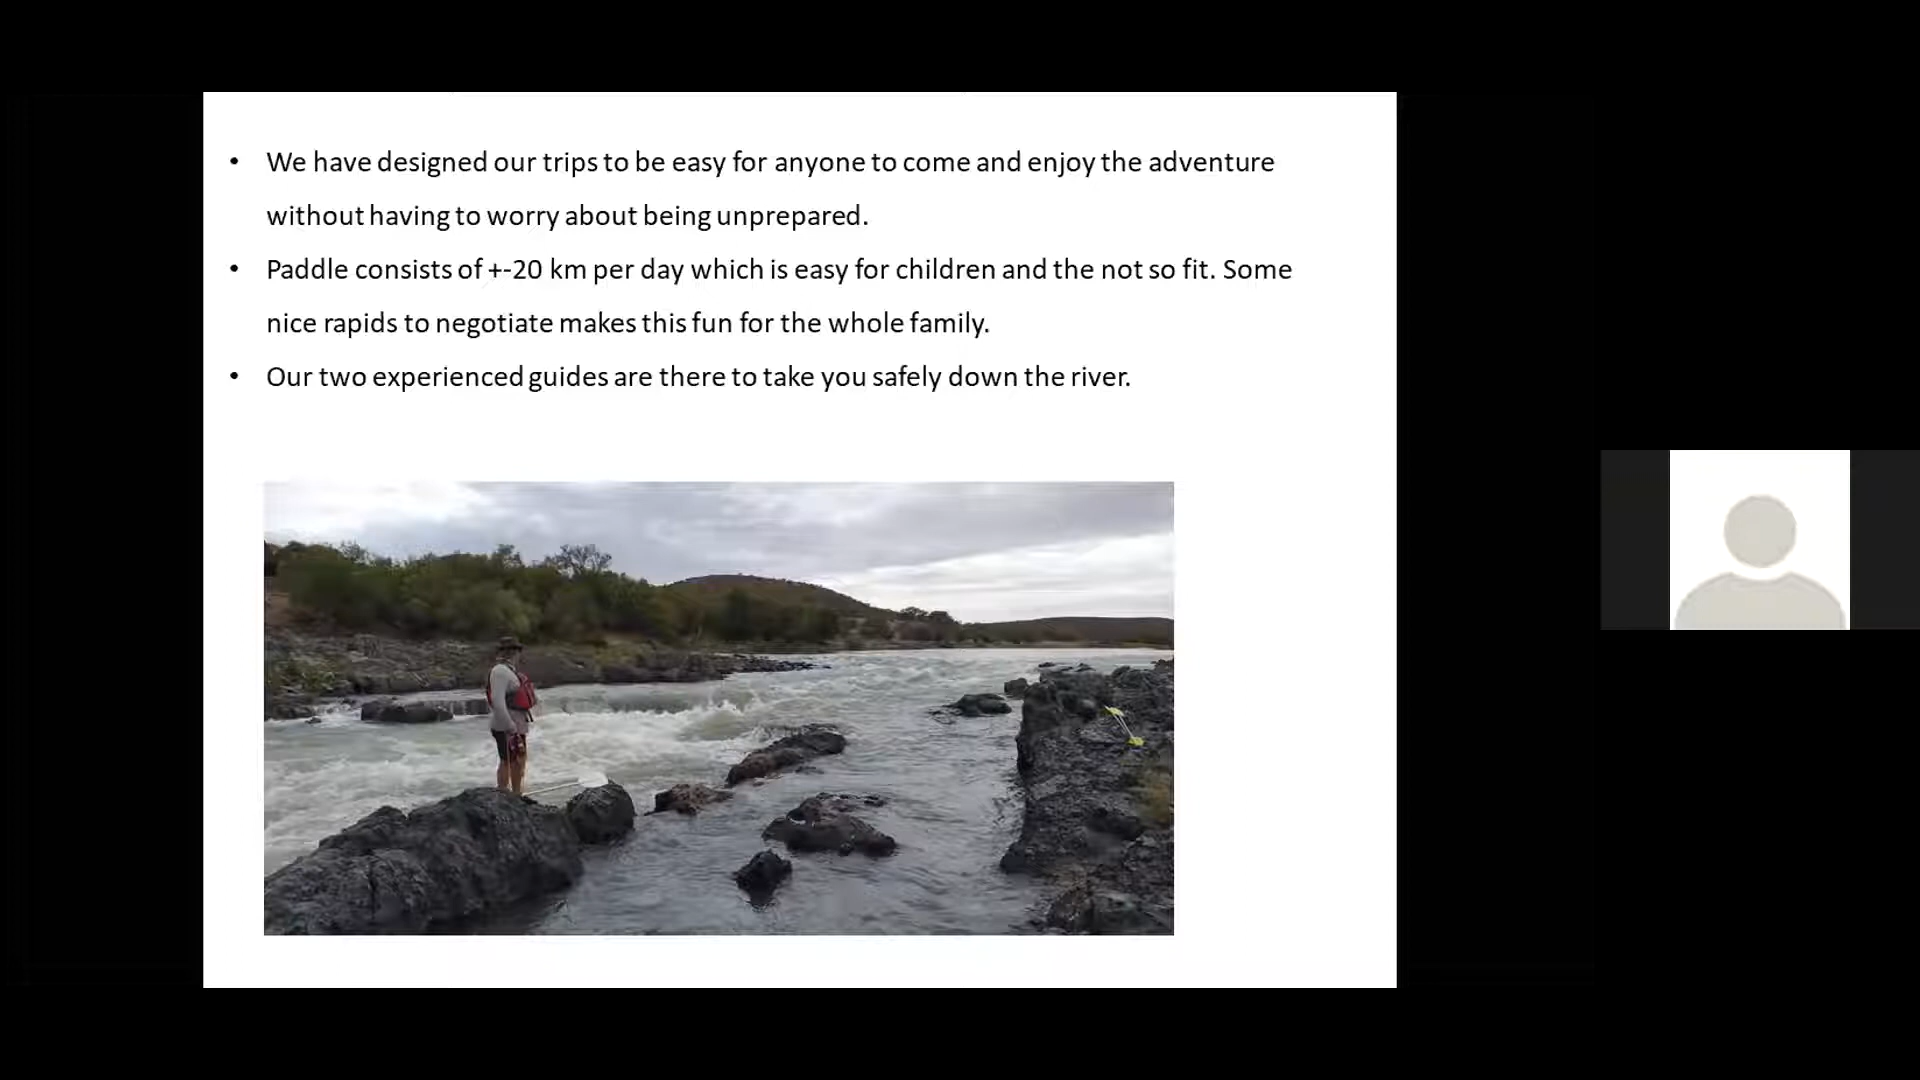 • We have designed our trips to be easy for anyone to come and enjoy the adventure
without having to worry about being unprepared.
• Paddle consists of +-20 km per day which is easy for children and the not so fit. Some
nice rapids to negotiate makes this fun for the whole family.
• Our two experienced guides are there to take you safely down the river.